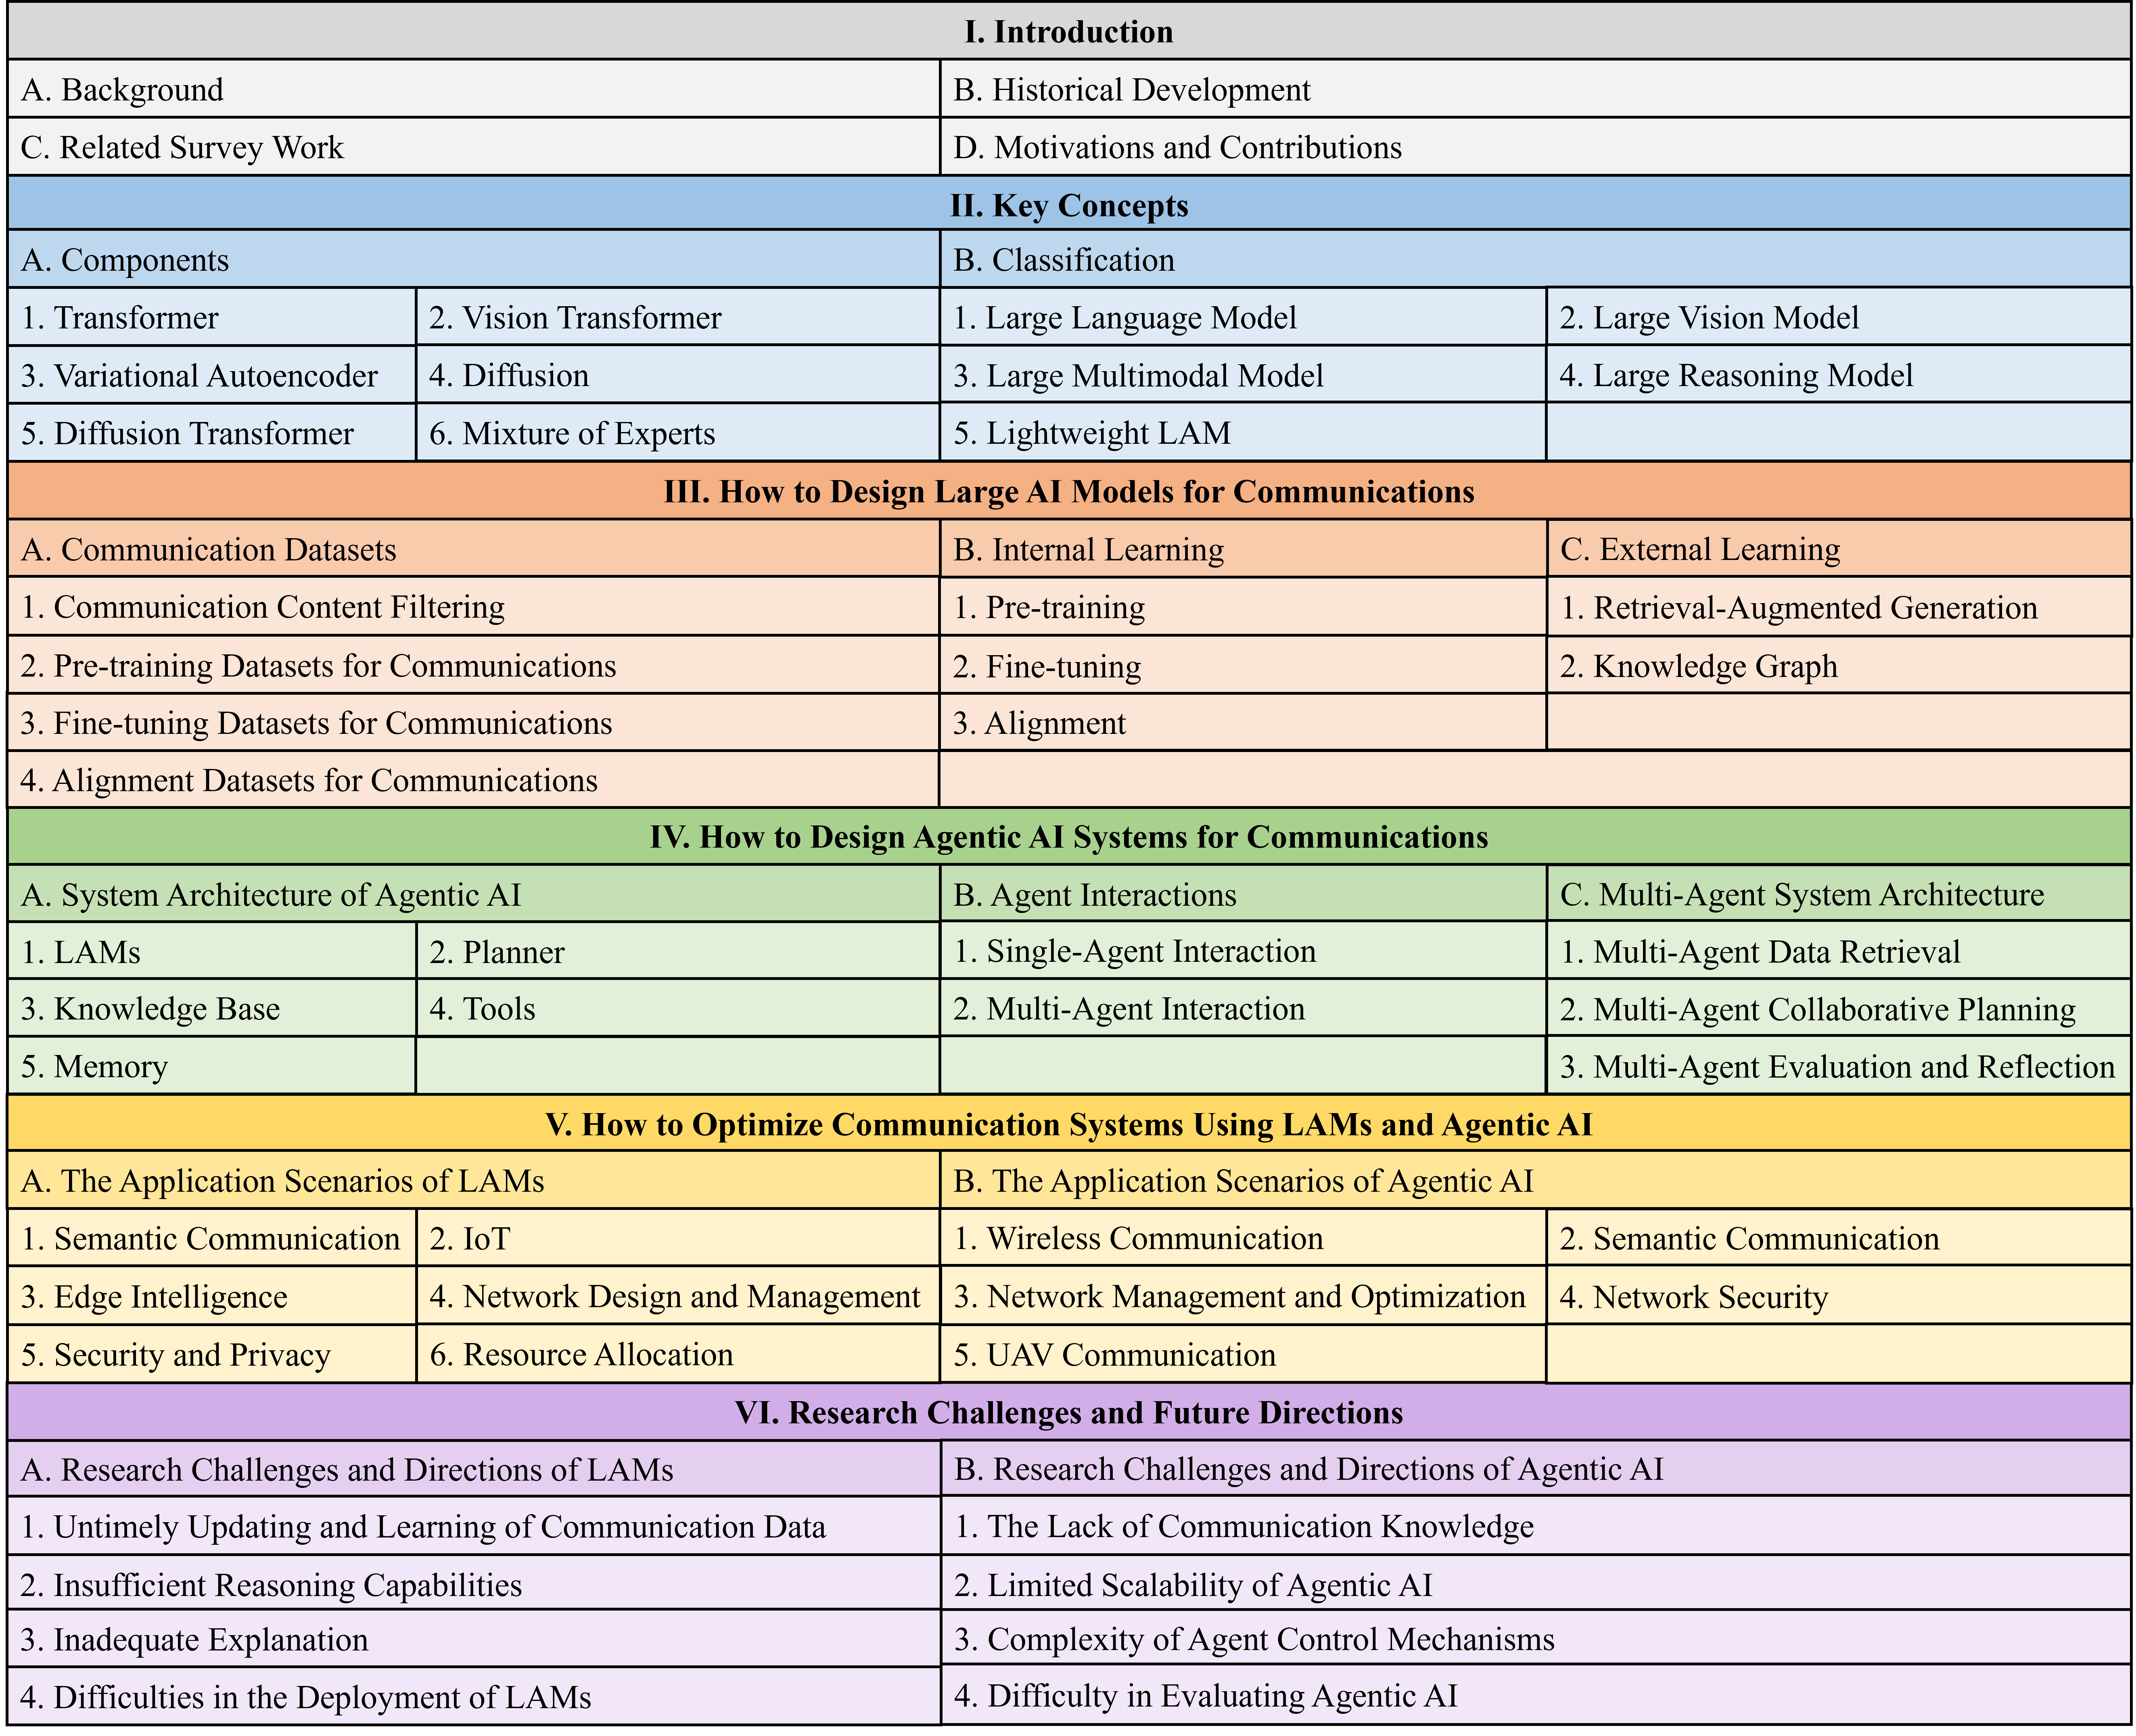 I. Introduction
A. Background
B. Historical Development
C. Related Survey Work
D. Motivations and Contributions
II. Key Concepts
A. Components
B. Classification
1. Transformer
2. Vision Transformer
1. Large Language Model
2. Large Vision Model
3. Variational Autoencoder
4. Diffusion
3. Large Multimodal Model
4. Large Reasoning Model
5. Diffusion Transformer
6. Mixture of Experts
5. Lightweight LAM
III. How to Design Large AI Models for Communications
A. Communication Datasets
B. Internal Learning
C. External Learning
1. Communication Content Filtering
1. Pre-training
1. Retrieval-Augmented Generation
2. Pre-training Datasets for Communications
2. Fine-tuning
2. Knowledge Graph
3. Fine-tuning Datasets for Communications
3. Alignment
4. Alignment Datasets for Communications
IV. How to Design Agentic AI Systems for Communications
A. System Architecture of Agentic AI
B. Agent Interactions
C. Multi-Agent System Architecture
1. LAMs
2. Planner
1. Single-Agent Interaction
1. Multi-Agent Data Retrieval
3. Knowledge Base
4. Tools
2. Multi-Agent Interaction
2. Multi-Agent Collaborative Planning
5. Memory
3. Multi-Agent Evaluation and Reflection
V. How to Optimize Communication Systems Using LAMs and Agentic AI
A. The Application Scenarios of LAMs
B. The Application Scenarios of Agentic AI
1. Semantic Communication
2. IoT
1. Wireless Communication
2. Semantic Communication
3. Edge Intelligence
4. Network Design and Management
3. Network Management and Optimization
4. Network Security
5. Security and Privacy
6. Resource Allocation
5. UAV Communication
VI. Research Challenges and Future Directions
A. Research Challenges and Directions of LAMs
B. Research Challenges and Directions of Agentic AI
1. Untimely Updating and Learning of Communication Data
1. The Lack of Communication Knowledge
2. Insufficient Reasoning Capabilities
2. Limited Scalability of Agentic AI
3. Inadequate Explanation
3. Complexity of Agent Control Mechanisms
4. Difficulties in the Deployment of LAMs
4. Difficulty in Evaluating Agentic AI